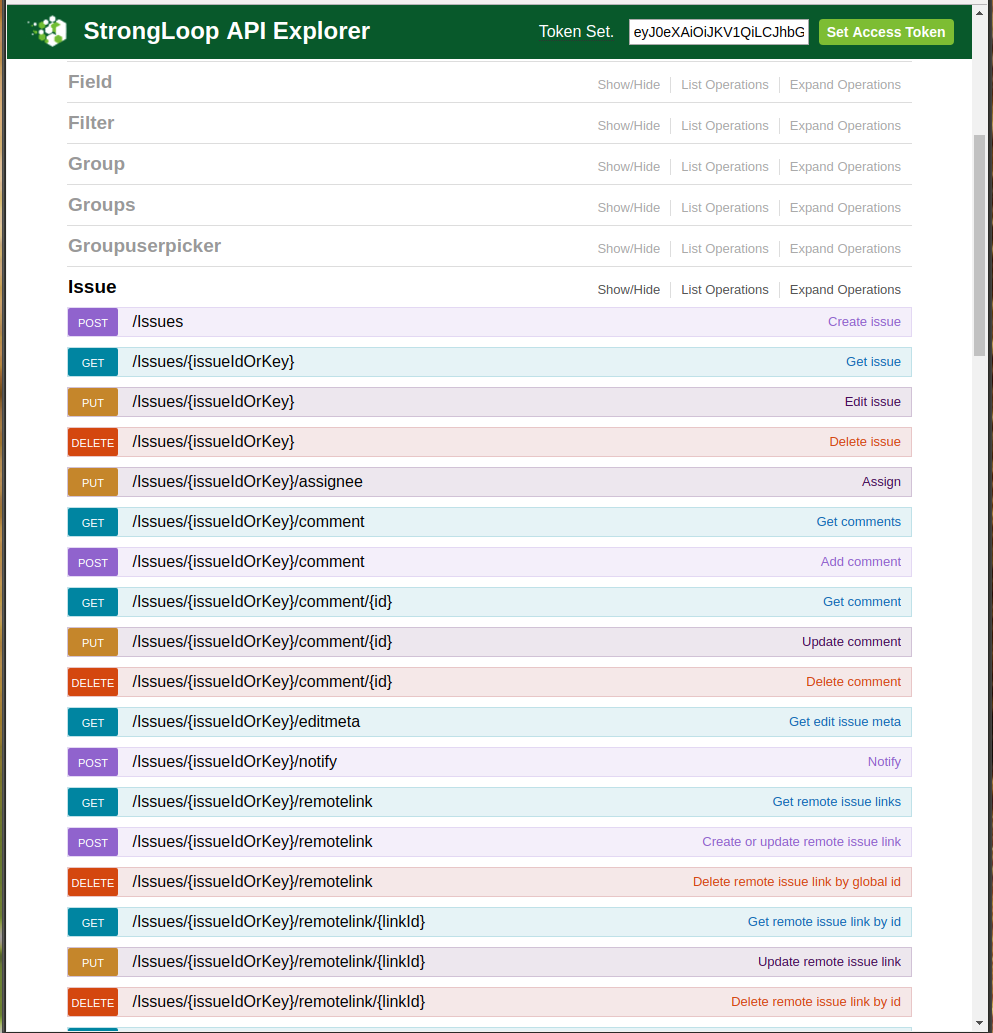 StrongLoop API Explorer Token Set. eyJ0eXAiOiJKV1QiLCJhbG Set Access Token
Field Show/Hide List Operations Expand Operations
Filter Show/Hide List Operations Expand Operations
Group Show/Hide List Operations Expand Operations
Groups Show/Hide List Operations Expand Operations
Groupuserpicker Show/Hide List Operations Expand Operations
Issue Show/Hide List Operations Expand Operations
POST /Issues Create issue
GET /Issues/{issueIdOrKey} Get issue
PUT /Issues/{issueIdOrKey} Edit issue
DELETE /Issues/{issueIdOrKey} Delete issue
PUT /Issues/{issueIdOrKey}/assignee Assign
GET /Issues/{issueIdOrKey}/comment Get comments
POST /Issues/{issueIdOrKey}/comment Add comment
GET /Issues/{issueIdOrKey}/comment/{id} Get comment
PUT /Issues/{issueIdOrKey}/comment/{id} Update comment
DELETE /Issues/{issueIdOrKey}/comment/{id} Delete comment
GET /Issues/{issueIdOrKey}/editmeta Get edit issue meta
POST /Issues/{issueIdOrKey}/notify Notify
GET /Issues/{issueIdOrKey}/remotelink Get remote issue links
POST /Issues/{issueIdOrKey}/remotelink Create or update remote issue link
DELETE /Issues/{issueIdOrKey}/remotelink Delete remote issue link by global id
GET /Issues/{issueIdOrKey}/remotelink/{linkId} Get remote issue link by id
PUT /Issues/{issueIdOrKey}/remotelink/{linkId} Update remote issue link
DELETE /Issues/{issueIdOrKey}/remotelink/{linkId} Delete remote issue link by id